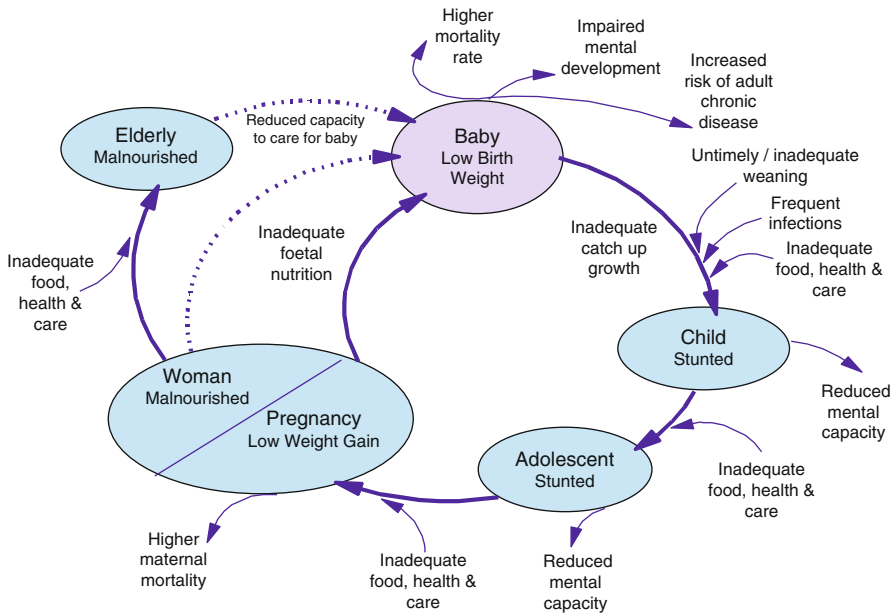 Higher
mortality
rate
Impaired
mental
development
Increased
risk of adult
chronic
disease
Elderly
Malnourished
Reduced capacity
to care for baby
Baby
Low Birth
Weight
Untimely / inadequate
weaning
Frequent
infections
Inadequate
food, health &
care
Inadequate
catch up
growth
Inadequate
foetal
nutrition
Inadequate
food,
health &
care
Child
Stunted
Woman
Malnourished
Pregnancy
Low Weight Gain
Reduced
mental
capacity
Adolescent
Stunted
Inadequate
food, health &
care
Higher
maternal
mortality
Inadequate
food, health &
care
Reduced
mental
capacity